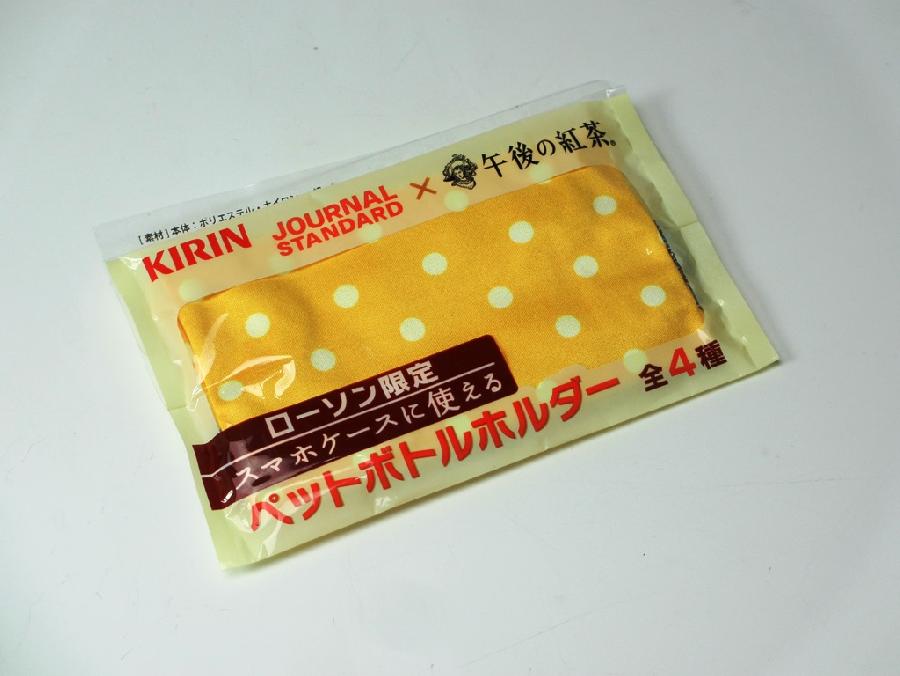 [素材]本体:ポリエステル・ナイロン
KIRIN
JOURNAL STANDARD
×
午後の紅茶®
ローソン限定
スマホケースに使える
ペットボトルホルダー 全4種